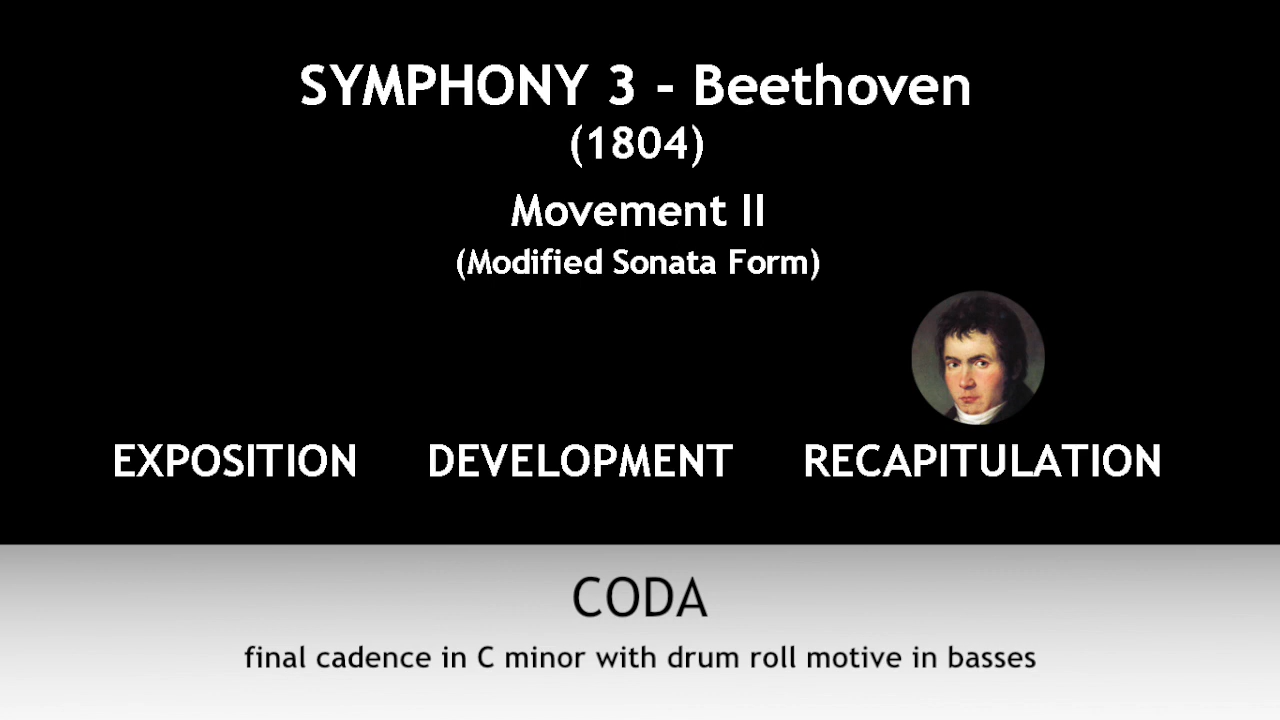 SYMPHONY 3 - Beethoven
(1804)
Movement II
(Modified Sonata Form)
EXPOSITION DEVELOPMENT RECAPITULATION
CODA
final cadence in C minor with drum roll motive in basses